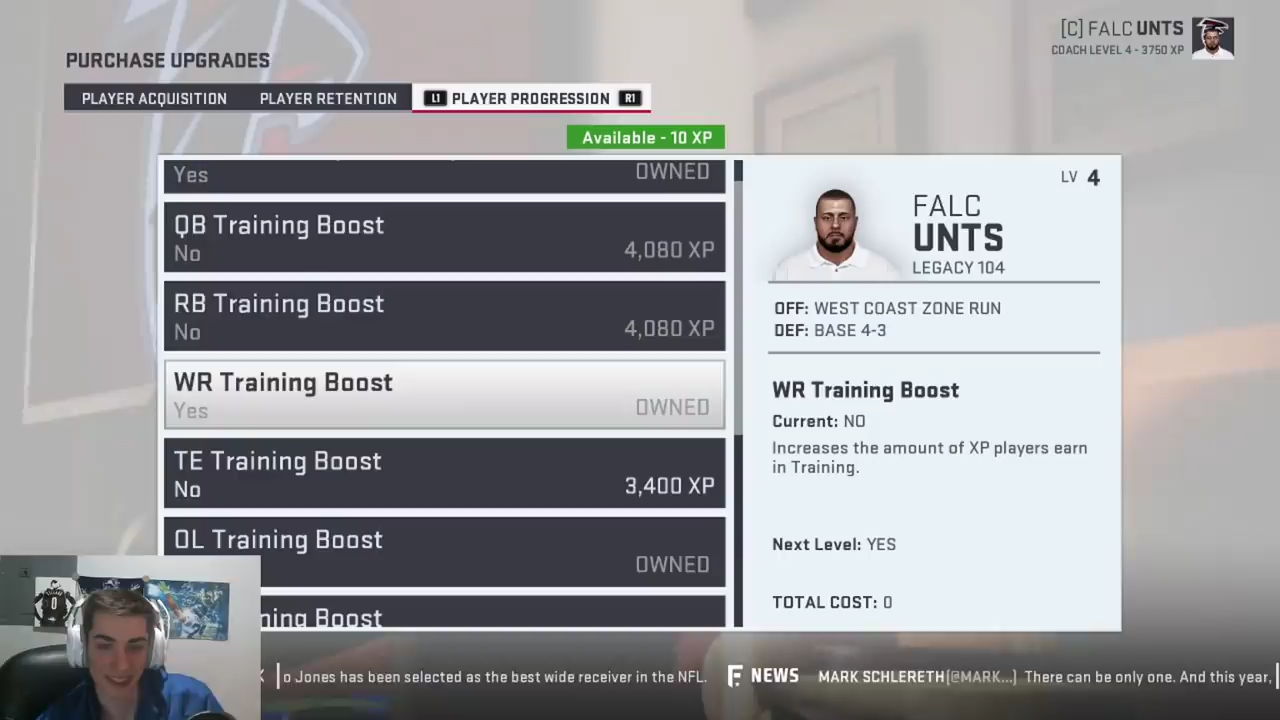 PURCHASE UPGRADES
[C] FALC UNTS
COACH LEVEL 4 - 3750 XP
PLAYER ACQUISITION
PLAYER RETENTION
L1 PLAYER PROGRESSION R1
Available - 10 XP
Yes
OWNED
QB Training Boost
No
4,080 XP
RB Training Boost
No
4,080 XP
WR Training Boost
Yes
OWNED
TE Training Boost
No
3,400 XP
OL Training Boost
OWNED
ning Boost
LV 4
FALC
UNTS
LEGACY 104
OFF: WEST COAST ZONE RUN
DEF: BASE 4-3
WR Training Boost
Current: NO
Increases the amount of XP players earn
in Training.
Next Level: YES
TOTAL COST: 0
o Jones has been selected as the best wide receiver in the NFL. F. NEWS MARK SCHLERETH[@MARK...] There can be only one. And this year,
0